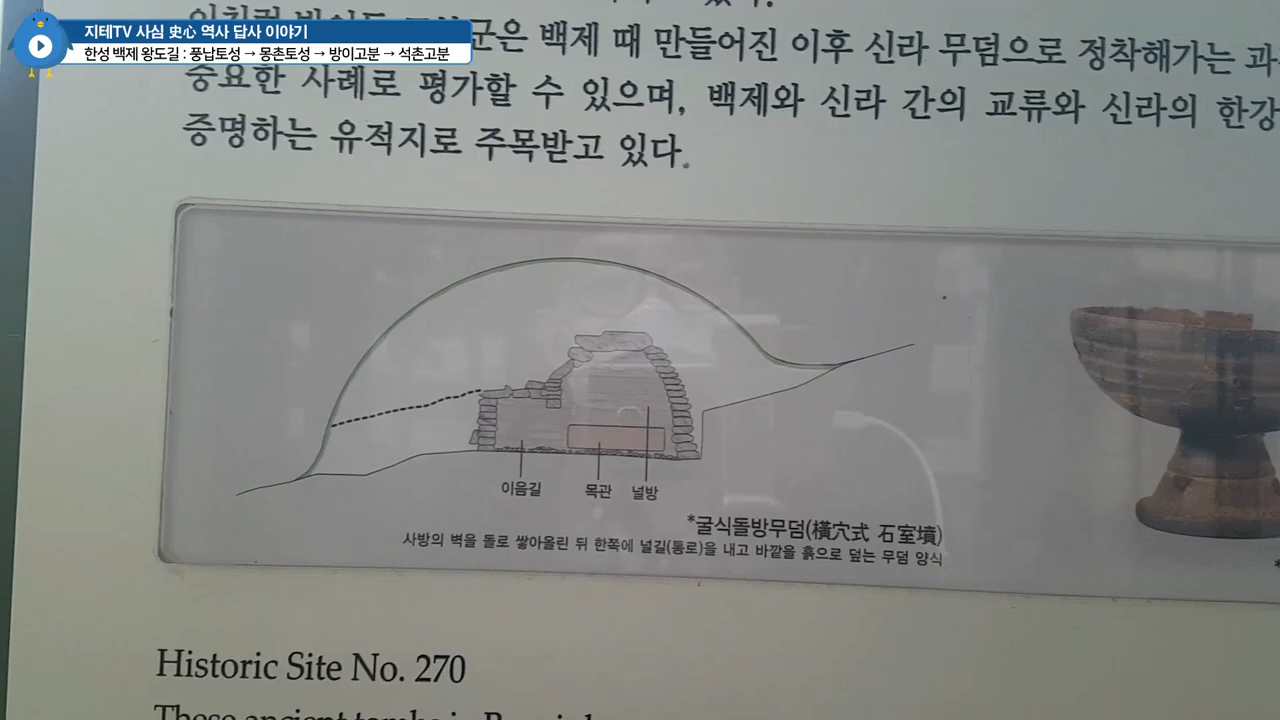 지테TV 사심 史心 역사 답사 이야기
한성 백제 왕도길 : 풍납토성 → 몽촌토성 → 방이고분 → 석촌고분
은 백제 때 만들어진 이후 신라 무덤으로 정착해가는
중요한 사례로 평가할 수 있으며, 백제와 신라 간의 교류와 신라의 한강
증명하는 유적지로 주목받고 있다.
이음길 목관 널방
*굴식돌방무덤(橫穴式 石室墳)
사방의 벽을 돌로 쌓아올린 뒤 한쪽에 널길(통로)을 내고 바깥을 흙으로 덮는 무덤 양식
Historic Site No. 270